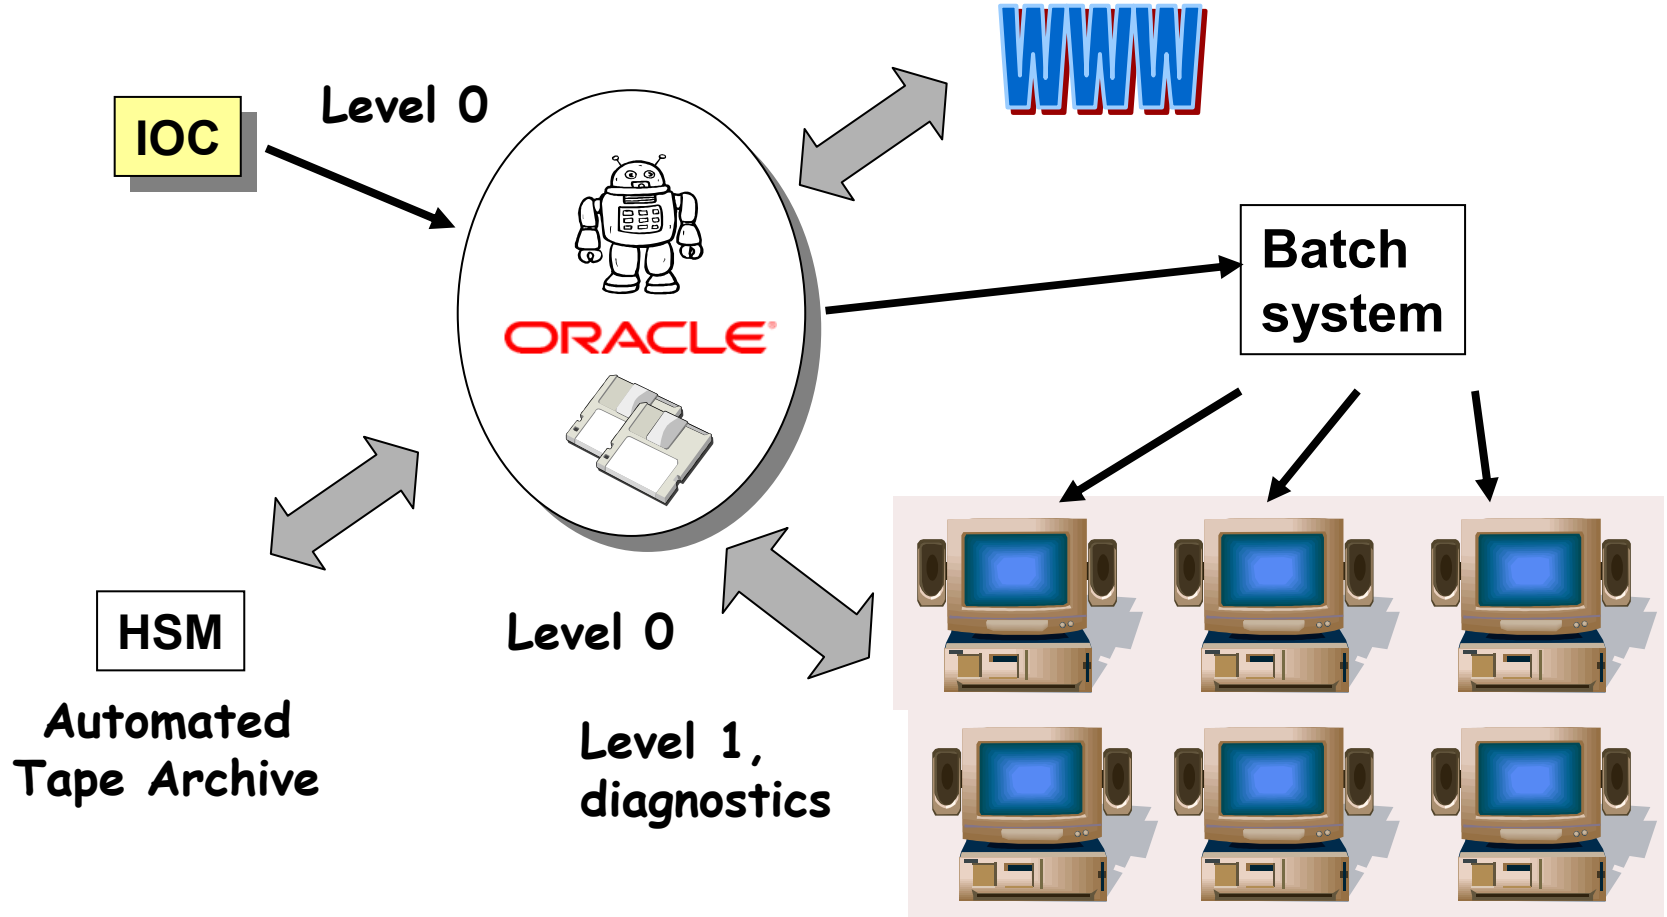 WWW
Level 0
IOC
Batch
system
ORACLE®
HSM
Level 0
Automated
Tape Archive
Level 1,
diagnostics